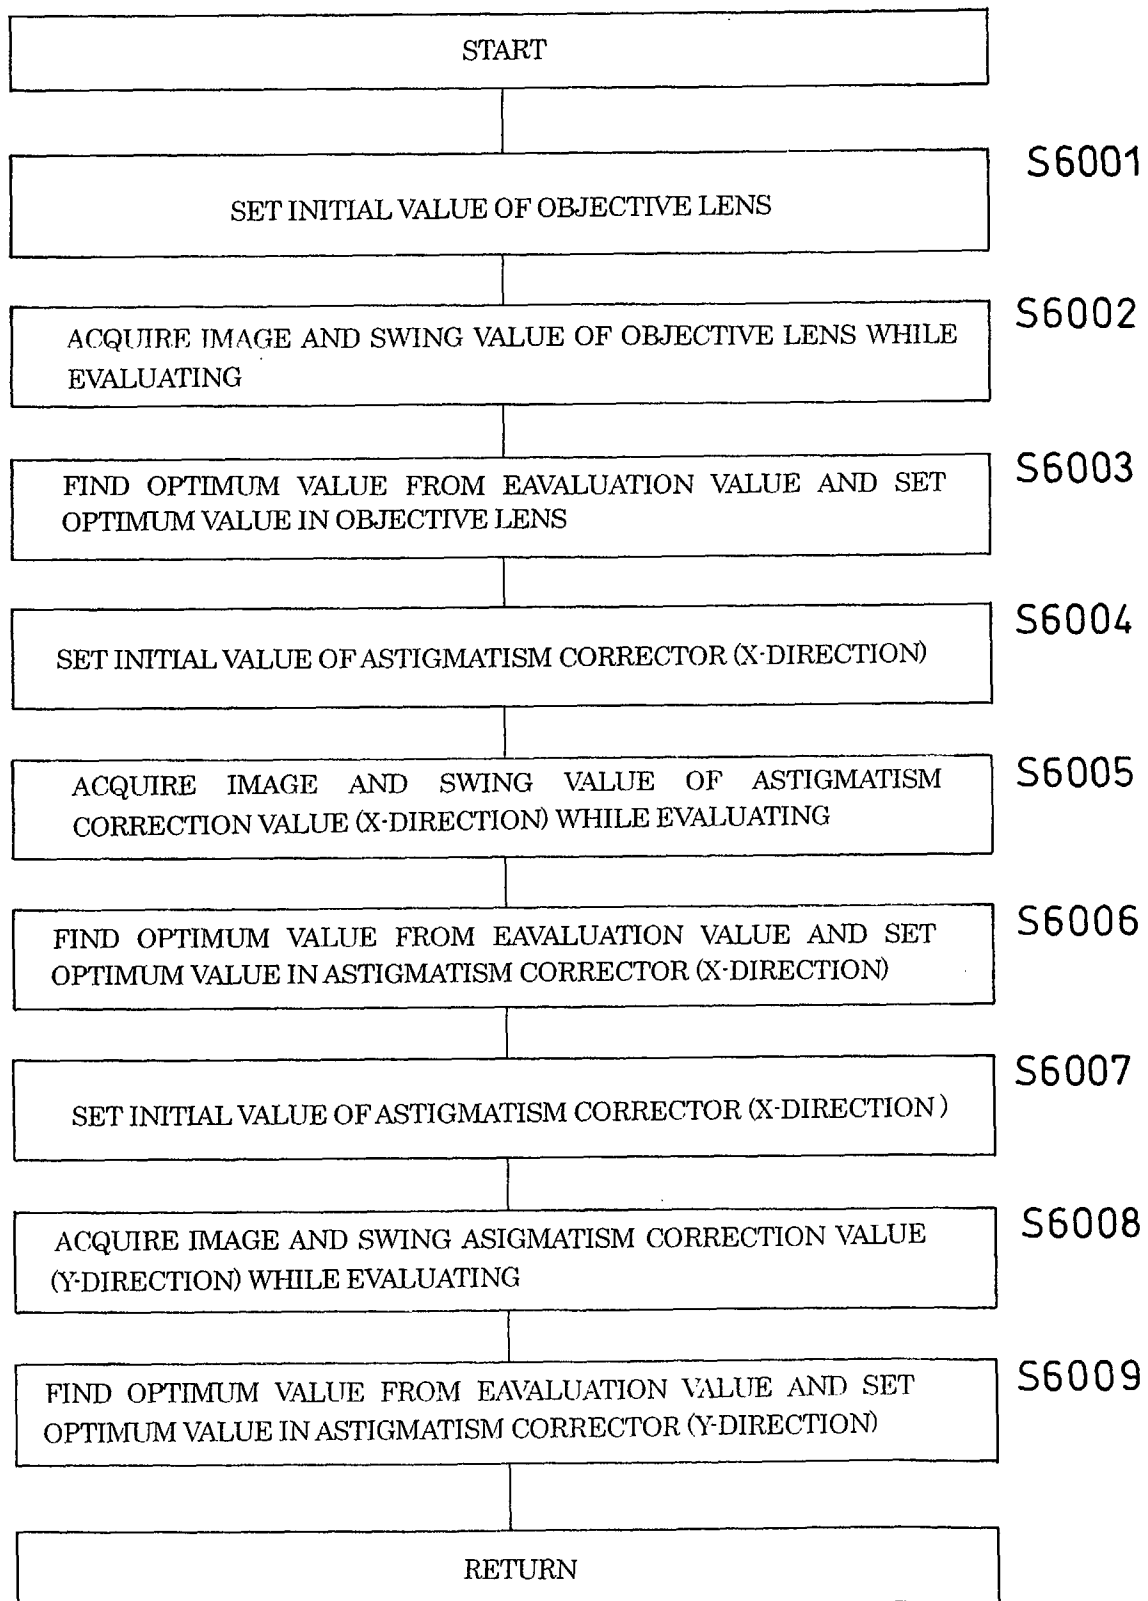 START
S6001
SET INITIAL VALUE OF OBJECTIVE LENS
S6002
ACQUIRE IMAGE AND SWING VALUE OF OBJECTIVE LENS WHILE
EVALUATING
S6003
FIND OPTIMUM VALUE FROM EAVALUATION VALUE AND SET
OPTIMUM VALUE IN OBJECTIVE LENS
S6004
SET INITIAL VALUE OF ASTIGMATISM CORRECTOR (X-DIRECTION)
S6005
ACQUIRE IMAGE AND SWING VALUE OF ASTIGMATISM
CORRECTION VALUE (X-DIRECTION) WHILE EVALUATING
S6006
FIND OPTIMUM VALUE FROM EAVALUATION VALUE AND SET
OPTIMUM VALUE IN ASTIGMATISM CORRECTOR (X-DIRECTION)
S6007
SET INITIAL VALUE OF ASTIGMATISM CORRECTOR (X-DIRECTION )
S6008
ACQUIRE IMAGE AND SWING ASIGMATISM CORRECTION VALUE
(Y-DIRECTION) WHILE EVALUATING
S6009
FIND OPTIMUM VALUE FROM EAVALUATION VALUE AND SET
OPTIMUM VALUE IN ASTIGMATISM CORRECTOR (Y-DIRECTION)
RETURN